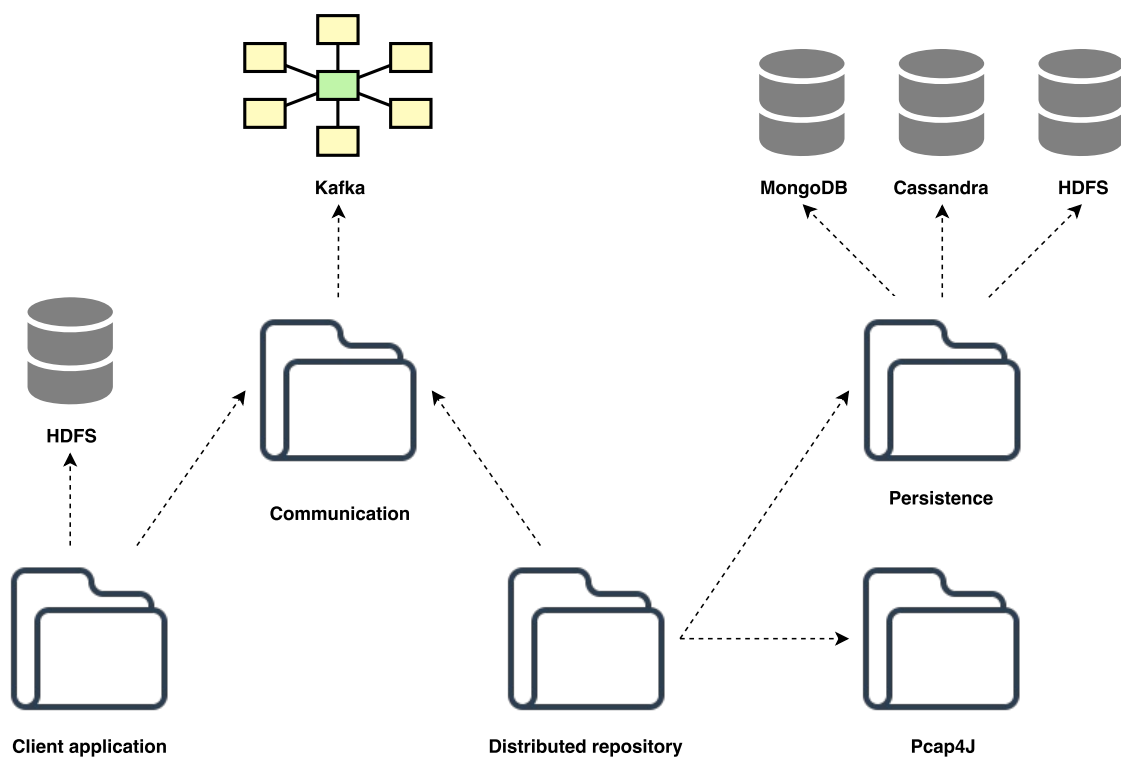 Kafka
MongoDB
Cassandra
HDFS
HDFS
Communication
Persistence
Client application
Distributed repository
Pcap4J